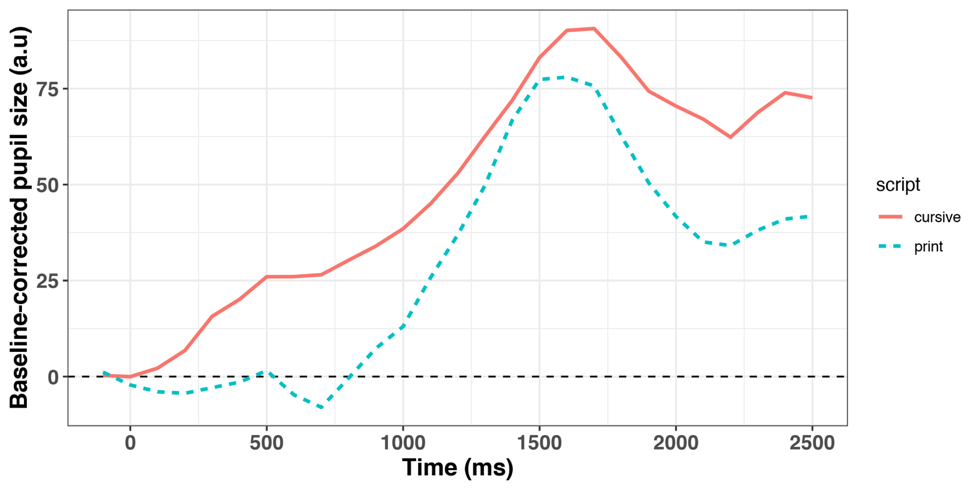 Baseline-corrected pupil size (a.u)
75
50
25
0
0 500 1000 1500 2000 2500
Time (ms)
script
cursive
print